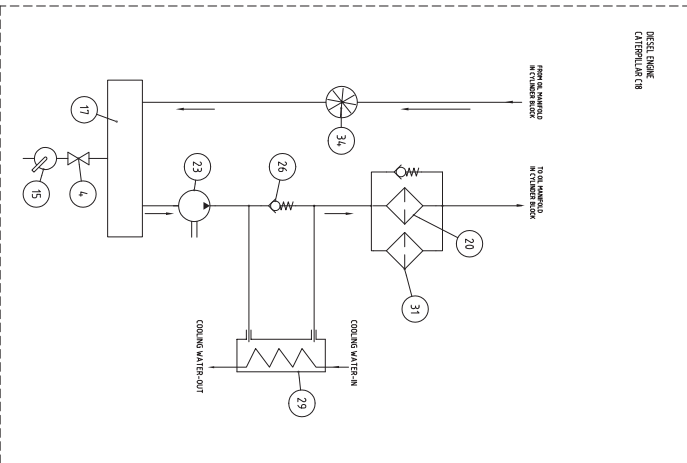 DIESEL ENGINE
CATERPILLAR C18
FROM OIL MANIFOLD
IN CYLINDER BLOCK
TO OIL MANIFOLD
IN CYLINDER BLOCK
17
34
15
4
23
26
20
31
COOLING WATER-OUT
COOLING WATER-IN
29